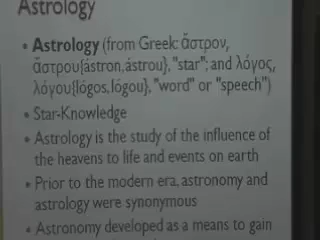 Astrology
• Astrology (from Greek: ἄστρον,
ἄστρου{ástron,ástrou}, "star"; and λόγος,
λόγου{lógos,lógou}, "word" or "speech")
• Star-Knowledge
• Astrology is the study of the influence of
the heavens to life and events on earth
• Prior to the modern era, astronomy and
astrology were synonymous
• Astronomy developed as a means to gain